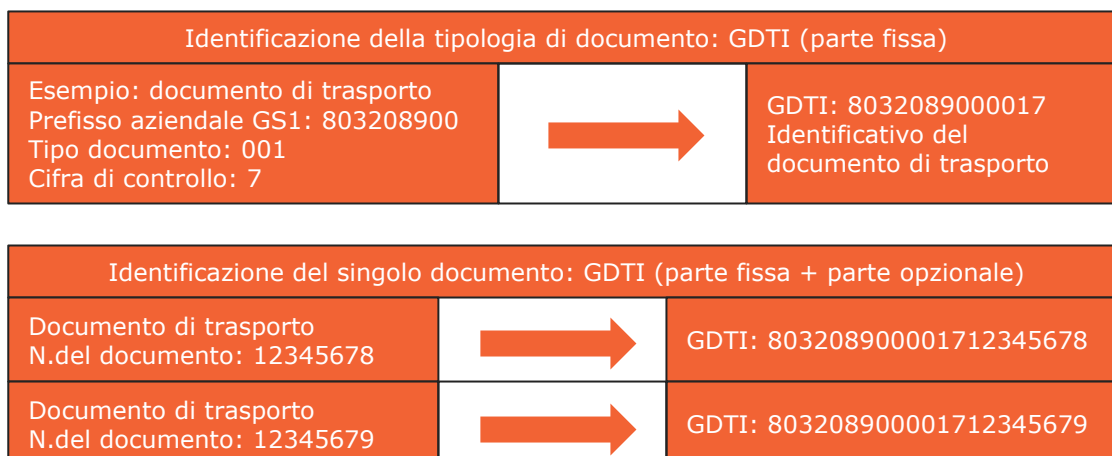 Identificazione della tipologia di documento: GDTI (parte fissa)
Esempio: documento di trasporto
Prefisso aziendale GS1: 803208900
Tipo documento: 001
Cifra di controllo: 7
GDTI: 8032089000017
Identificativo del
documento di trasporto
Identificazione del singolo documento: GDTI (parte fissa + parte opzionale)
Documento di trasporto
N.del documento: 12345678
GDTI: 803208900001712345678
Documento di trasporto
N.del documento: 12345679
GDTI: 803208900001712345679